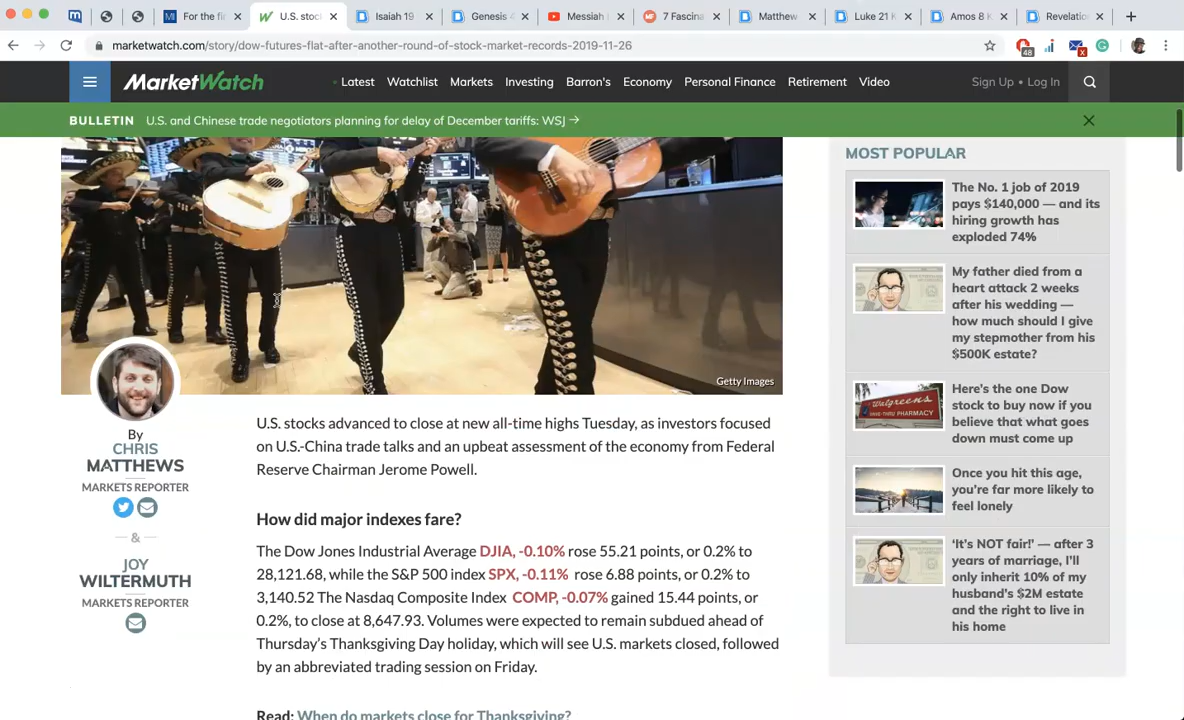 For the fi
U.S. stoc
Isaiah 19
Genesis 4
Messiah
7 Fascina
Matthew
Luke 21 K
Amos 8 K
Revelatio
marketwatch.com/story/dow-futures-flat-after-another-round-of-stock-market-records-2019-11-26
48
MarketWatch
Latest Watchlist Markets Investing Barron's Economy Personal Finance Retirement Video
Sign Up • Log In
BULLETIN U.S. and Chinese trade negotiators planning for delay of December tariffs: WSJ →
Getty Images
By
CHRIS
MATTHEWS
MARKETS REPORTER
&
JOY
WILTERMUTH
MARKETS REPORTER
U.S. stocks advanced to close at new all-time highs Tuesday, as investors focused
on U.S.-China trade talks and an upbeat assessment of the economy from Federal
Reserve Chairman Jerome Powell.
How did major indexes fare?
The Dow Jones Industrial Average DJIA, -0.10% rose 55.21 points, or 0.2% to
28,121.68, while the S&P 500 index SPX, -0.11% rose 6.88 points, or 0.2% to
3,140.52 The Nasdaq Composite Index COMP, -0.07% gained 15.44 points, or
0.2%, to close at 8,647.93. Volumes were expected to remain subdued ahead of
Thursday's Thanksgiving Day holiday, which will see U.S. markets closed, followed
by an abbreviated trading session on Friday.
Read: When do markets close for Thanksgiving?
MOST POPULAR
The No. 1 job of 2019
pays $140,000 — and its
hiring growth has
exploded 74%
My father died from a
heart attack 2 weeks
after his wedding —
how much should I give
my stepmother from his
$500K estate?
Walgreens
Here's the one Dow
stock to buy now if you
believe that what goes
down must come up
Once you hit this age,
you're far more likely to
feel lonely
'It's NOT fair!' — after 3
years of marriage, I'll
only inherit 10% of my
husband's $2M estate
and the right to live in
his home